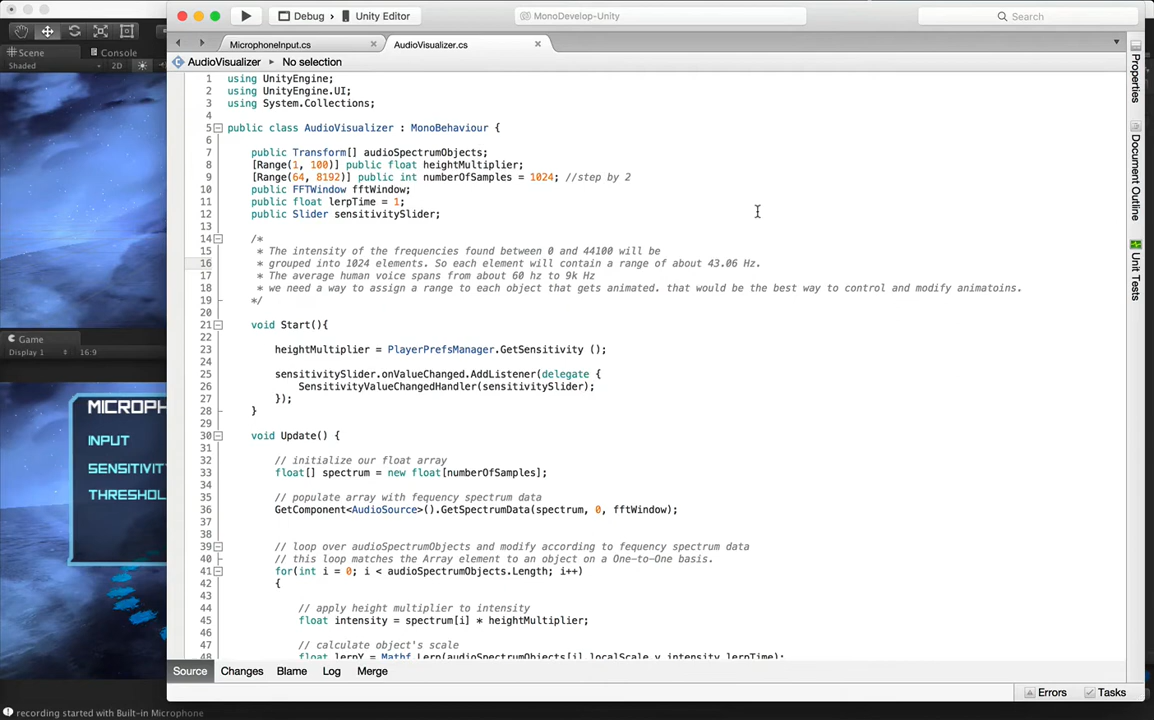 Debug
Unity Editor
MonoDevelop-Unity
Search
MicrophoneInput.cs
AudioVisualizer.cs
AudioVisualizer
No selection
Scene
Console
Shaded
2D
1 using UnityEngine;
2 using UnityEngine.UI;
3 using System.Collections;
4
5 public class AudioVisualizer : MonoBehaviour {
6
7 public Transform[] audioSpectrumObjects;
8 [Range(1, 100)] public float heightMultiplier;
9 [Range(64, 8192)] public int numberOfSamples = 1024; //step by 2
10 public FFTWindow fftWindow;
11 public float lerpTime = 1;
12 public Slider sensitivitySlider;
13
14 /*
15 * The intensity of the frequencies found between 0 and 44100 will be
16 * grouped into 1024 elements. So each element will contain a range of about 43.06 Hz.
17 * The average human voice spans from about 60 hz to 9k Hz
18 * we need a way to assign a range to each object that gets animated. that would be the best way to control and modify animatoins.
19 */
20
21 void Start(){
22
23 heightMultiplier = PlayerPrefsManager.GetSensitivity ();
24
25 sensitivitySlider.onValueChanged.AddListener(delegate {
26 SensitivityValueChangedHandler(sensitivitySlider);
27 });
28 }
29
30 void Update() {
31
32 // initialize our float array
33 float[] spectrum = new float[numberOfSamples];
34
35 // populate array with fequency spectrum data
36 GetComponent<AudioSource>().GetSpectrumData(spectrum, 0, fftWindow);
37
38
39 // loop over audioSpectrumObjects and modify according to fequency spectrum data
40 // this loop matches the Array element to an object on a One-to-One basis.
41 for(int i = 0; i < audioSpectrumObjects.Length; i++)
42 {
43
44 // apply height multiplier to intensity
45 float intensity = spectrum[i] * heightMultiplier;
46
47 // calculate object's scale
48 float lerpY = Mathf.Lerp(audioSpectrumObjects[i].localScale.y,intensity,lerpTime);
Properties
Document Outline
Unit Tests
Game
Display 1
16:9
MICROPH
INPUT
SENSITIVIT
THRESHOL
Source
Changes
Blame
Log
Merge
Errors
Tasks
recording started with Built-in Microphone